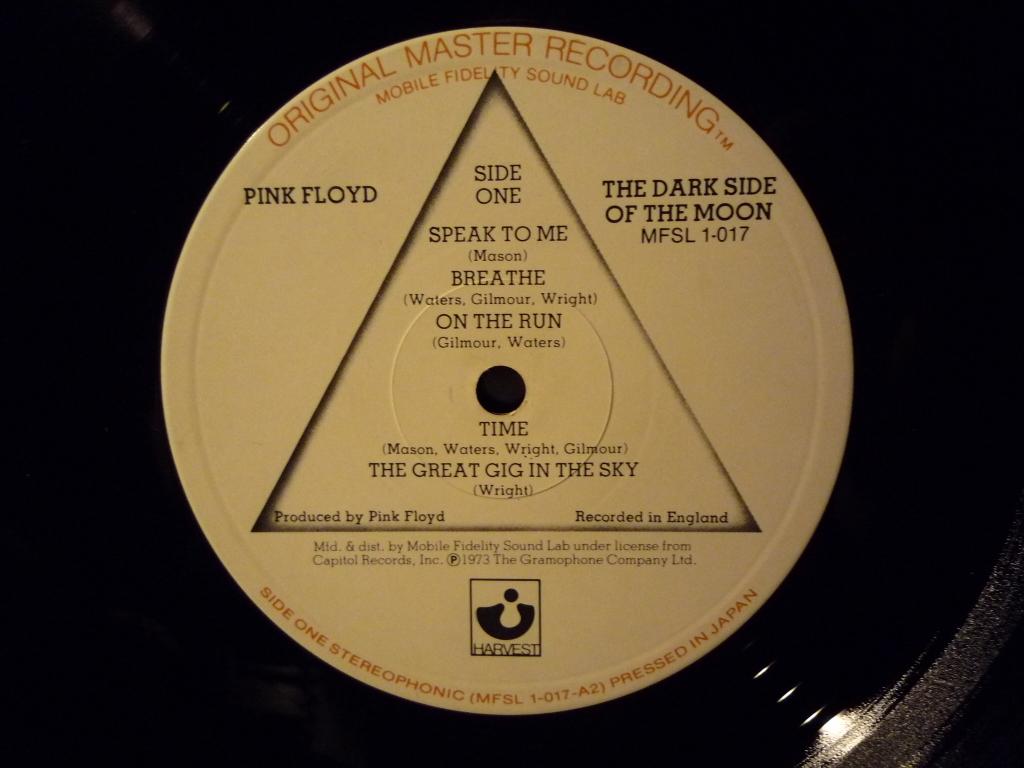 ORIGINAL MASTER RECORDING™
MOBILE FIDELITY SOUND LAB
PINK FLOYD
SIDE
ONE
THE DARK SIDE
OF THE MOON
MFSL 1-017
SPEAK TO ME
(Mason)
BREATHE
(Waters, Gilmour, Wright)
ON THE RUN
(Gilmour, Waters)
TIME
(Mason, Waters, Wright, Gilmour)
THE GREAT GIG IN THE SKY
(Wright)
Produced by Pink Floyd
Recorded in England
Mfd. & dist. by Mobile Fidelity Sound Lab under license from
Capitol Records, Inc. ℗1973 The Gramophone Company Ltd.
HARVEST
SIDE ONE STEREOPHONIC (MFSL 1-017-A2) PRESSED IN JAPAN